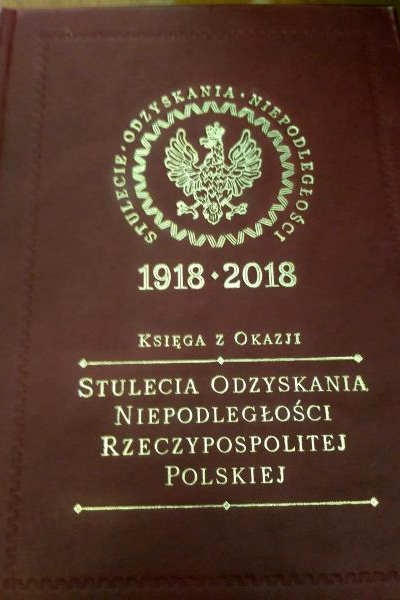 STULECIE · ODZYSKANIA · NIEPODLEGŁOŚCI
1918 · 2018
KSIĘGA Z OKAZJI
STULECIA ODZYSKANIA
NIEPODLEGŁOŚCI
RZECZYPOSPOLITEJ
POLSKIEJ